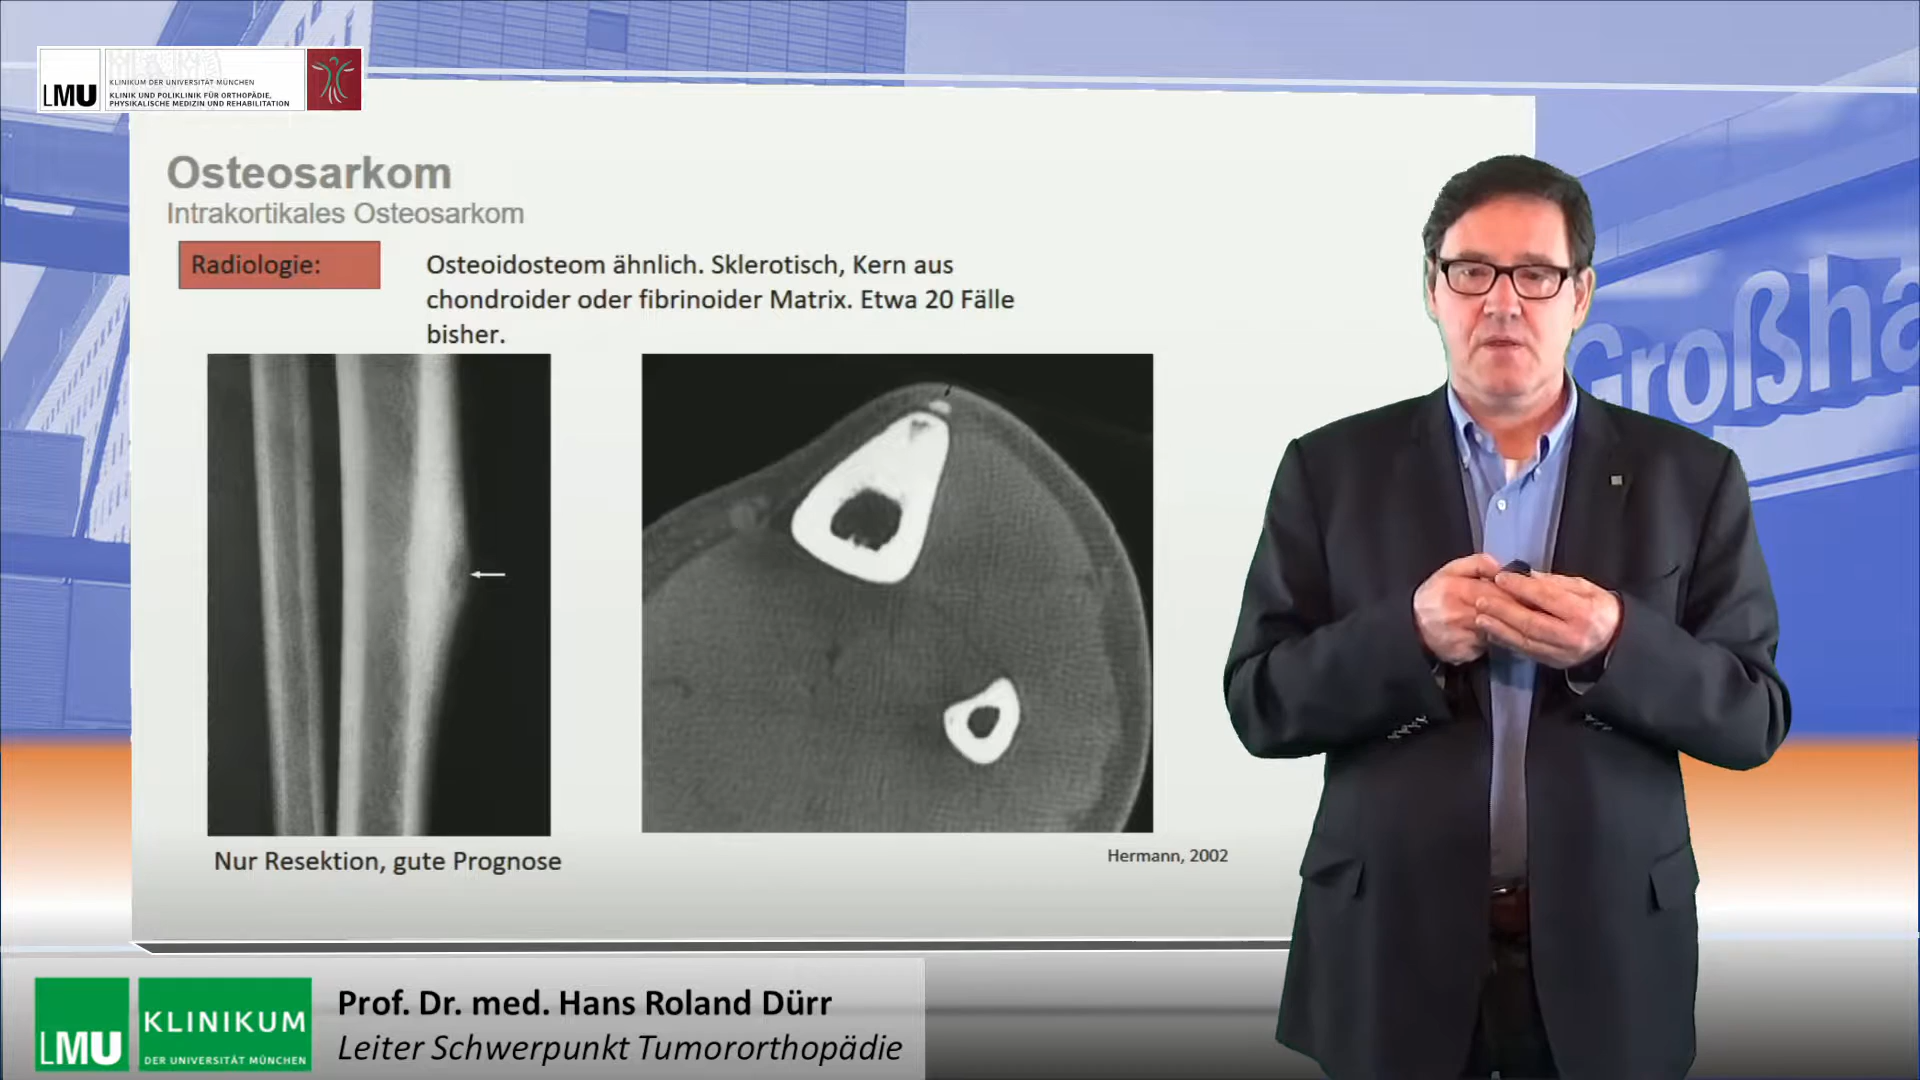 LMU
KLINIKUM DER UNIVERSITÄT MÜNCHEN
KLINIK UND POLIKLINIK FÜR ORTHOPÄDIE,
PHYSIKALISCHE MEDIZIN UND REHABILITATION
Osteosarkom
Intrakortikales Osteosarkom
Radiologie:
Osteoidosteom ähnlich. Sklerotisch, Kern aus
chondroider oder fibrinoider Matrix. Etwa 20 Fälle
bisher.
Großha
Nur Resektion, gute Prognose
Hermann, 2002
LMU
KLINIKUM
DER UNIVERSITÄT MÜNCHEN
Prof. Dr. med. Hans Roland Dürr
Leiter Schwerpunkt Tumororthopädie